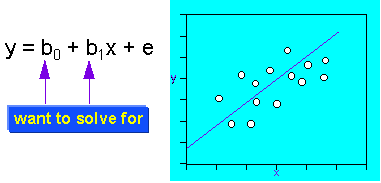 y = b₀ + b₁x + e
want to solve for
y
x